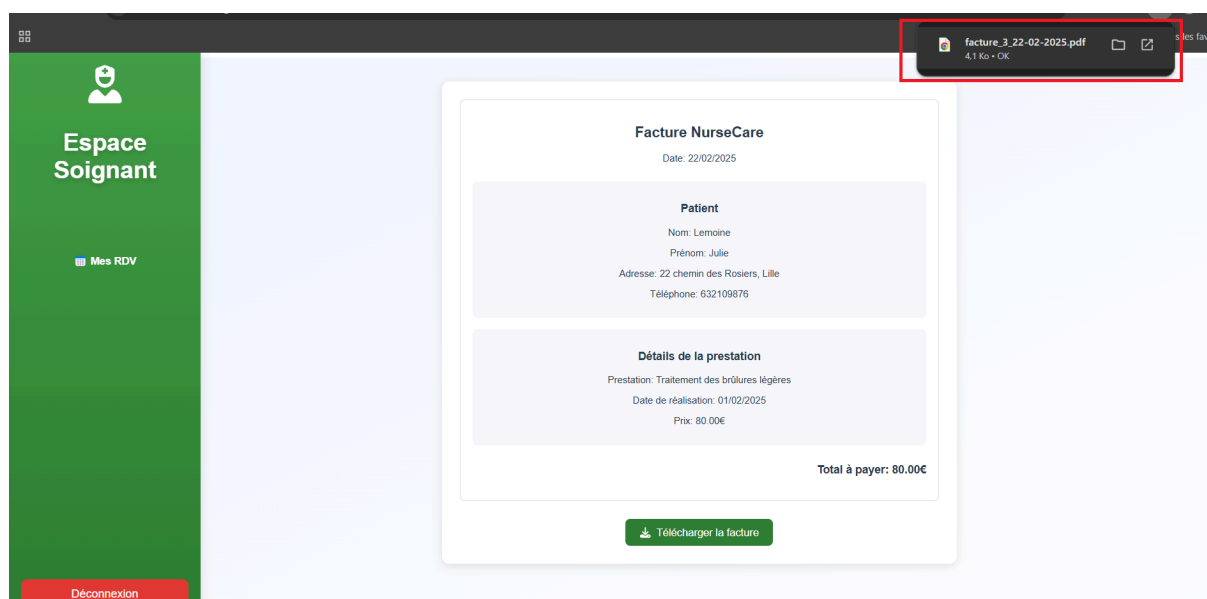 facture_3_22-02-2025.pdf
4,1 Ko • OK
les fav
Espace
Soignant
Mes RDV
Déconnexion
Facture NurseCare
Date: 22/02/2025
Patient
Nom: Lemoine
Prénom: Julie
Adresse: 22 chemin des Rosiers, Lille
Téléphone: 632109876
Détails de la prestation
Prestation: Traitement des brûlures légères
Date de réalisation: 01/02/2025
Prix: 80.00€
Total à payer: 80.00€
Télécharger la facture